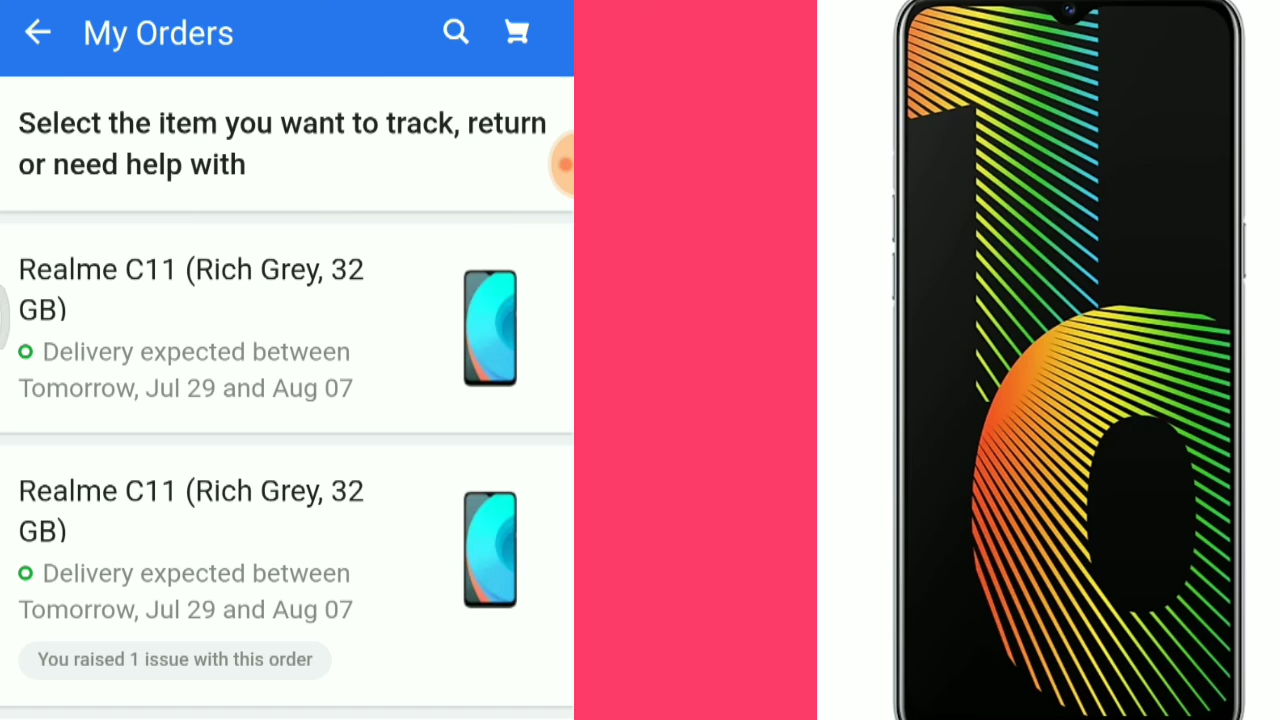 My Orders
Select the item you want to track, return
or need help with
Realme C11 (Rich Grey, 32
GB)
Delivery expected between
Tomorrow, Jul 29 and Aug 07
Realme C11 (Rich Grey, 32
GB)
Delivery expected between
Tomorrow, Jul 29 and Aug 07
You raised 1 issue with this order
10